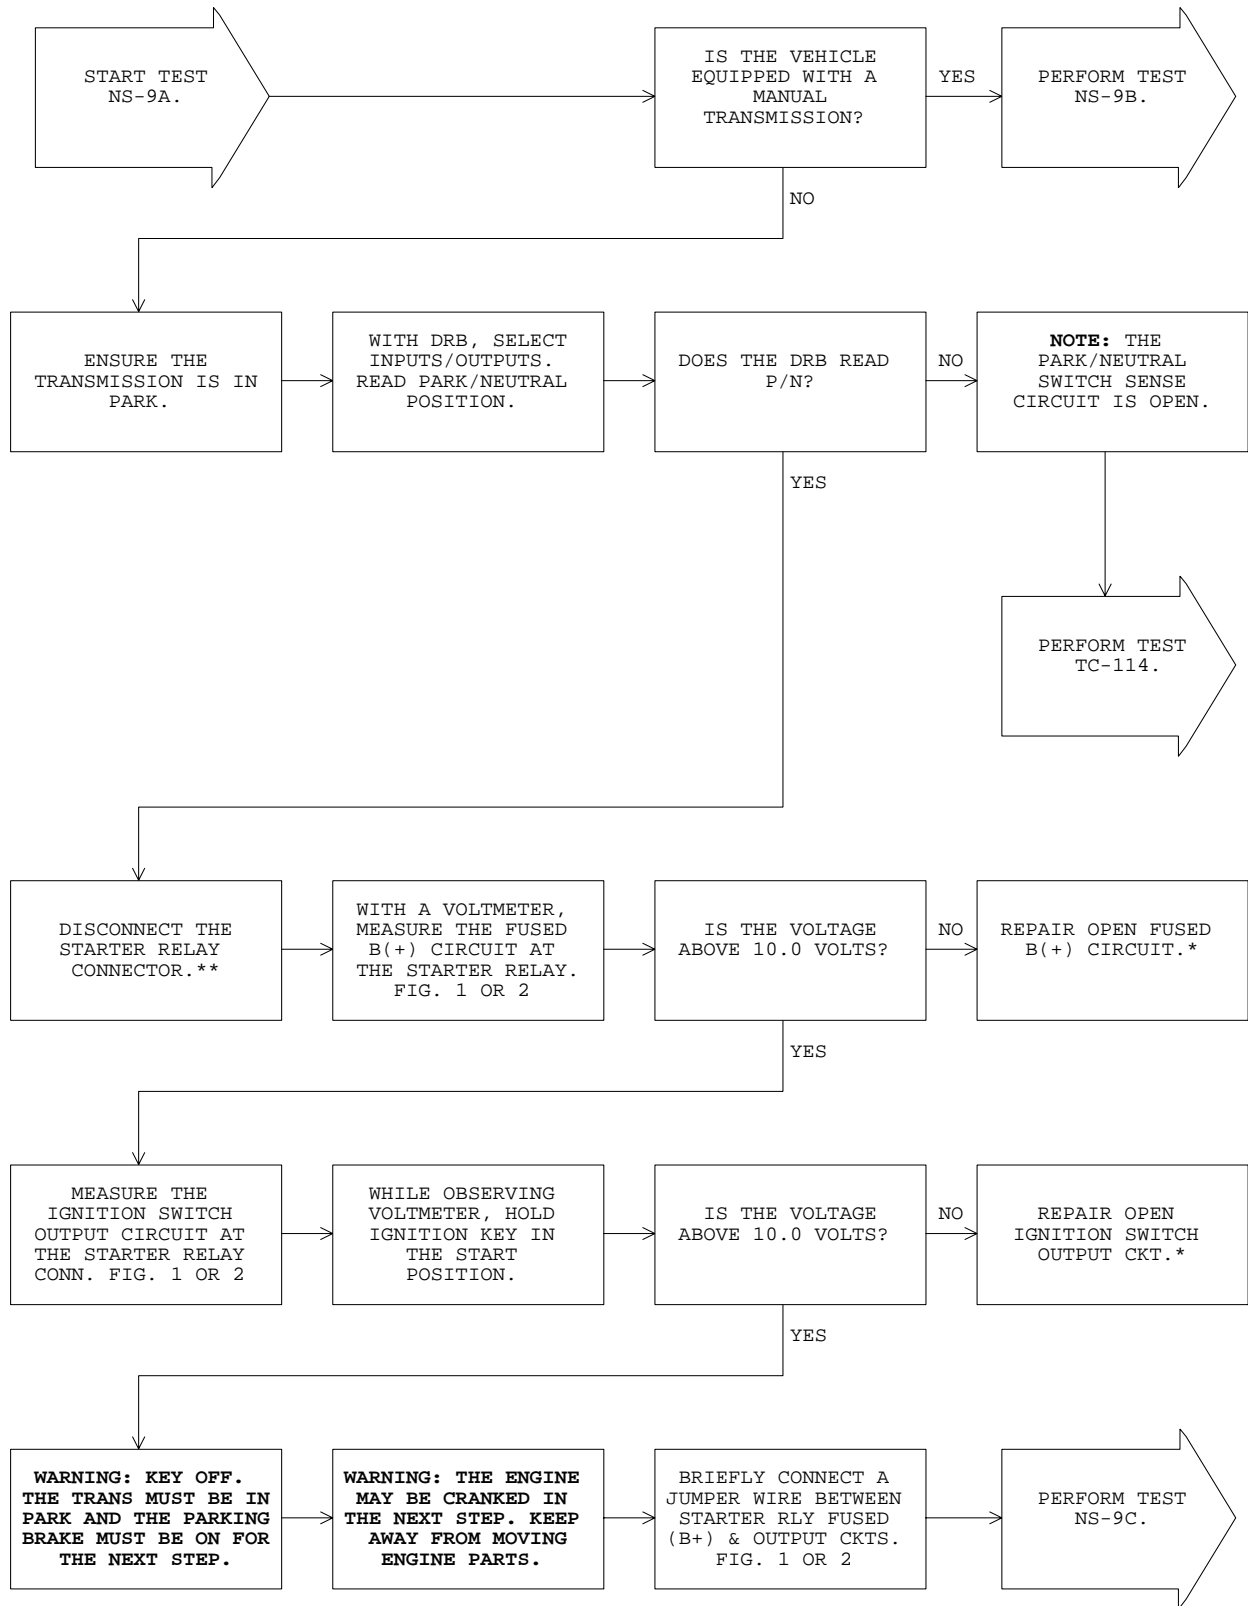 START TEST
NS-9A.
IS THE VEHICLE
EQUIPPED WITH A
MANUAL
TRANSMISSION?
YES
PERFORM TEST
NS-9B.
NO
ENSURE THE
TRANSMISSION IS IN
PARK.
WITH DRB, SELECT
INPUTS/OUTPUTS.
READ PARK/NEUTRAL
POSITION.
DOES THE DRB READ
P/N?
NO
NOTE: THE
PARK/NEUTRAL
SWITCH SENSE
CIRCUIT IS OPEN.
YES
PERFORM TEST
TC-114.
DISCONNECT THE
STARTER RELAY
CONNECTOR.**
WITH A VOLTMETER,
MEASURE THE FUSED
B(+) CIRCUIT AT
THE STARTER RELAY.
FIG. 1 OR 2
IS THE VOLTAGE
ABOVE 10.0 VOLTS?
NO
REPAIR OPEN FUSED
B(+) CIRCUIT.*
YES
MEASURE THE
IGNITION SWITCH
OUTPUT CIRCUIT AT
THE STARTER RELAY
CONN. FIG. 1 OR 2
WHILE OBSERVING
VOLTMETER, HOLD
IGNITION KEY IN
THE START
POSITION.
IS THE VOLTAGE
ABOVE 10.0 VOLTS?
NO
REPAIR OPEN
IGNITION SWITCH
OUTPUT CKT.*
YES
WARNING: KEY OFF.
THE TRANS MUST BE IN
PARK AND THE PARKING
BRAKE MUST BE ON FOR
THE NEXT STEP.
WARNING: THE ENGINE
MAY BE CRANKED IN
THE NEXT STEP. KEEP
AWAY FROM MOVING
ENGINE PARTS.
BRIEFLY CONNECT A
JUMPER WIRE BETWEEN
STARTER RLY FUSED
(B+) & OUTPUT CKTS.
FIG. 1 OR 2
PERFORM TEST
NS-9C.